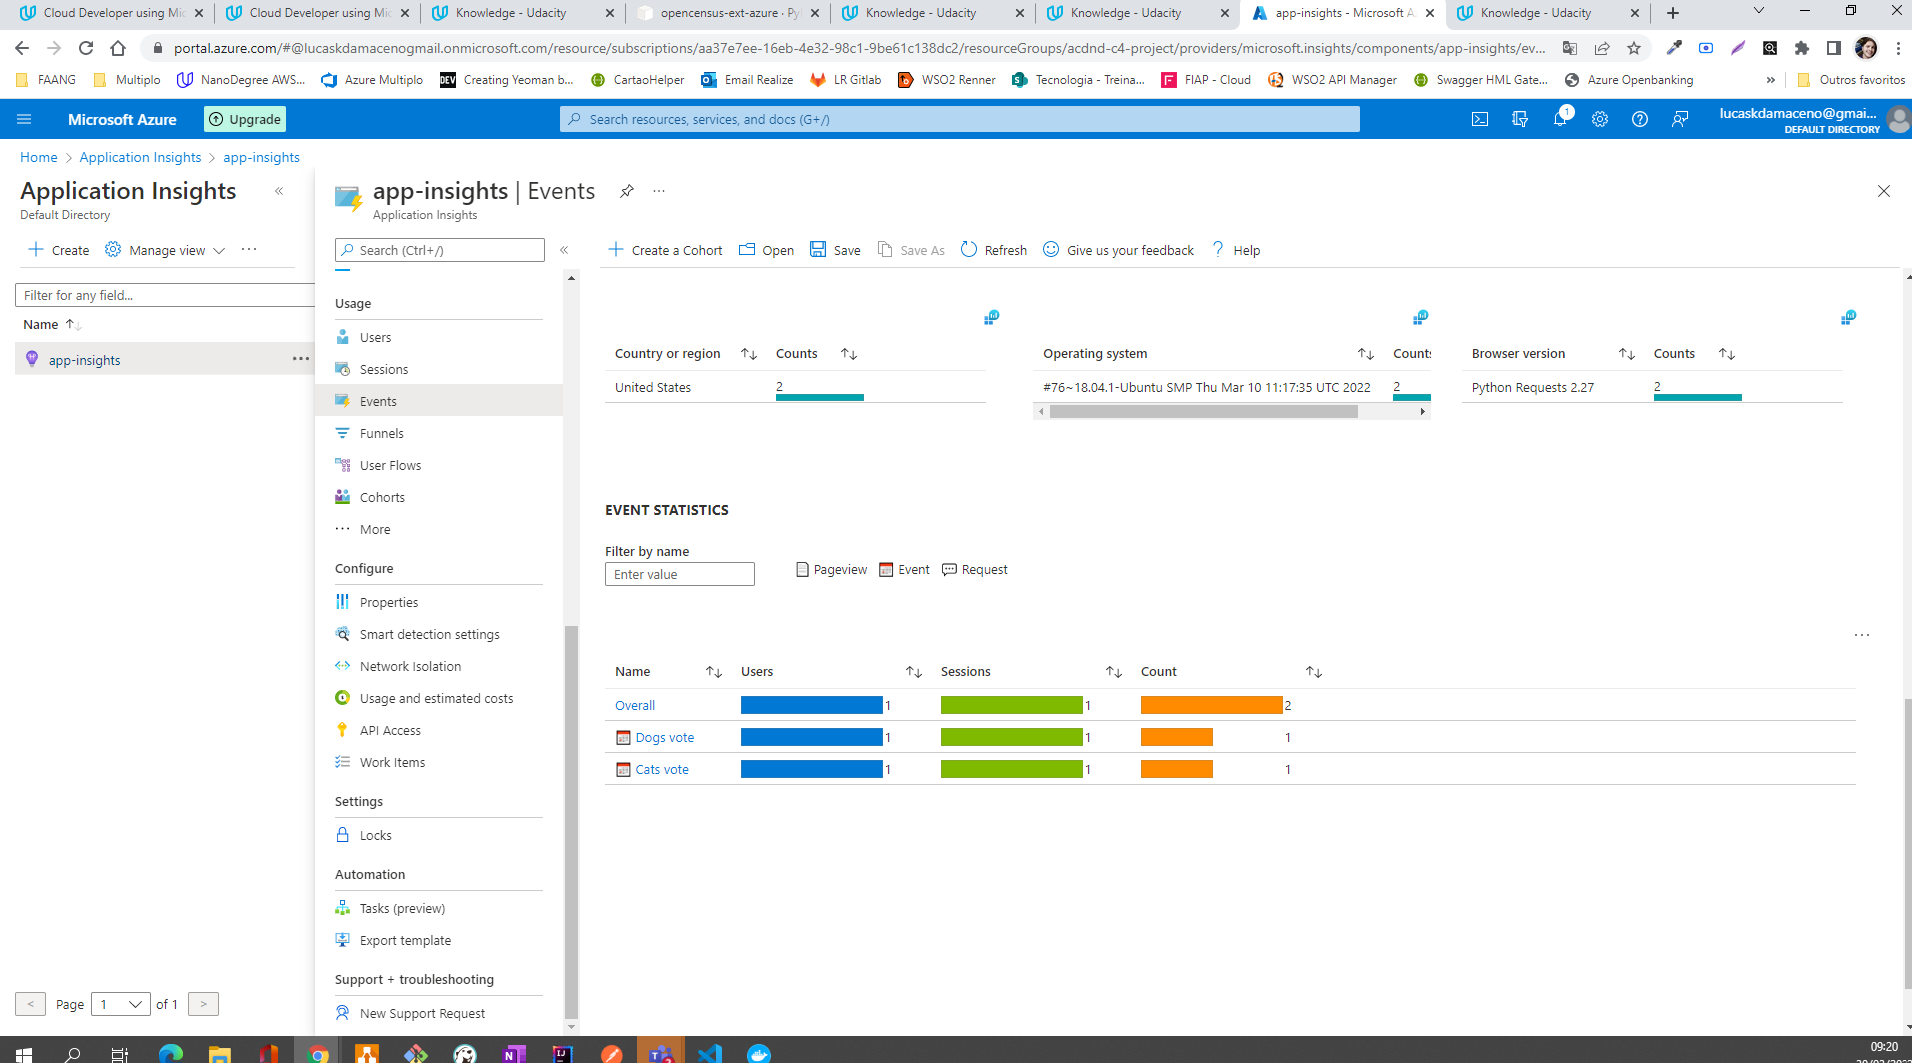 Cloud Developer using Mic
Cloud Developer using Mic
Knowledge - Udacity
opencensus-ext-azure · Pyl
Knowledge - Udacity
Knowledge - Udacity
app-insights - Microsoft A
Knowledge - Udacity
portal.azure.com/#@lucaskdamacenogmail.onmicrosoft.com/resource/subscriptions/aa37e7ee-16eb-4e32-98c1-9be61c138dc2/resourceGroups/acdnd-c4-project/providers/microsoft.insights/components/app-insights/ev...
FAANG
Multiplo
NanoDegree AWS...
Azure Multiplo
DEV
Creating Yeoman b...
CartaoHelper
Email Realize
LR Gitlab
WSO2 Renner
Tecnologia - Treina...
FIAP - Cloud
WSO2 API Manager
Swagger HML Gate...
Azure Openbanking
»
Outros favoritos
Microsoft Azure
Upgrade
Search resources, services, and docs (G+/)
1
lucaskdamaceno@gmai...
DEFAULT DIRECTORY
Home > Application Insights > app-insights
Application Insights
«
Default Directory
Create
Manage view
...
Filter for any field...
Name
app-insights
...
< Page 1 of 1 >
app-insights | Events
...
Application Insights
Search (Ctrl+/)
«
Usage
Users
Sessions
Events
Funnels
User Flows
Cohorts
More
Configure
Properties
Smart detection settings
Network Isolation
Usage and estimated costs
API Access
Work Items
Settings
Locks
Automation
Tasks (preview)
Export template
Support + troubleshooting
New Support Request
Create a Cohort
Open
Save
Save As
Refresh
Give us your feedback
Help
Country or region Counts
United States 2
Operating system Counts
#76~18.04.1-Ubuntu SMP Thu Mar 10 11:17:35 UTC 2022 2
Browser version Counts
Python Requests 2.27 2
EVENT STATISTICS
Filter by name
Enter value
Pageview
Event
Request
...
Name Users Sessions Count
Overall 1 1 2
Dogs vote 1 1 1
Cats vote 1 1 1
09:20